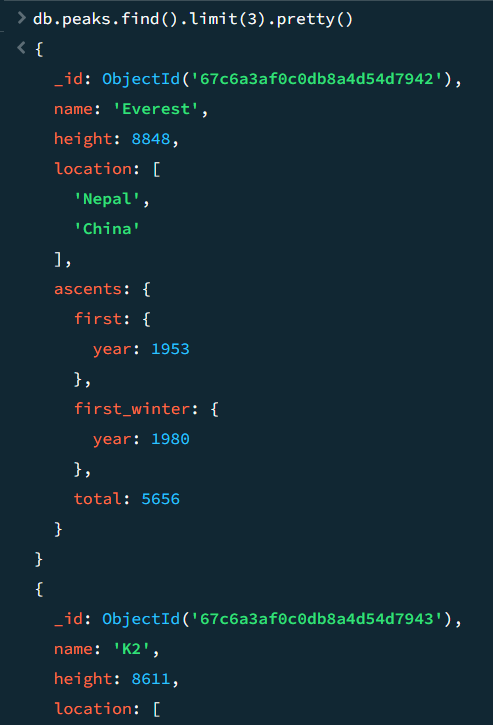 > db.peaks.find().limit(3).pretty()
< {
    _id: ObjectId('67c6a3af0c0db8a4d54d7942'),
    name: 'Everest',
    height: 8848,
    location: [
      'Nepal',
      'China'
    ],
    ascents: {
      first: {
        year: 1953
      },
      first_winter: {
        year: 1980
      },
      total: 5656
    }
  }
  {
    _id: ObjectId('67c6a3af0c0db8a4d54d7943'),
    name: 'K2',
    height: 8611,
    location: [